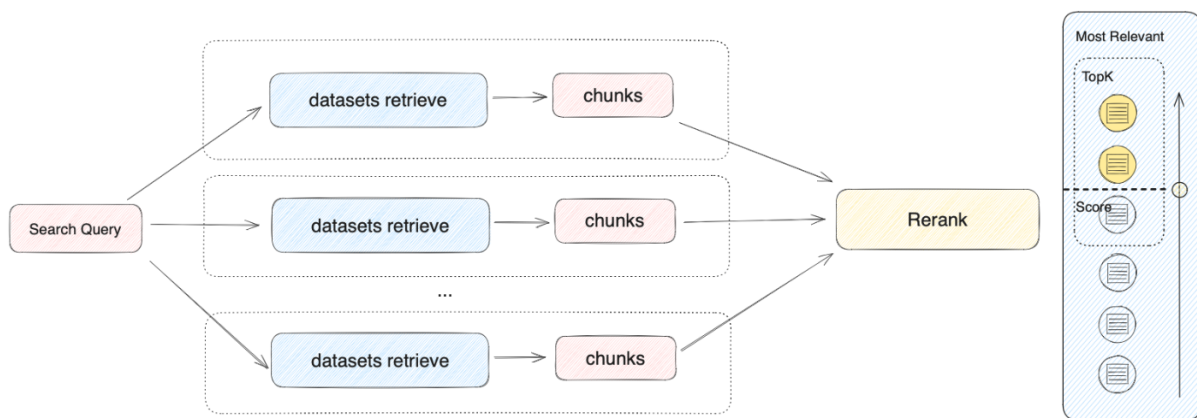 Most Relevant
TopK
datasets retrieve
chunks
Search Query
datasets retrieve
chunks
Rerank
Score
...
datasets retrieve
chunks